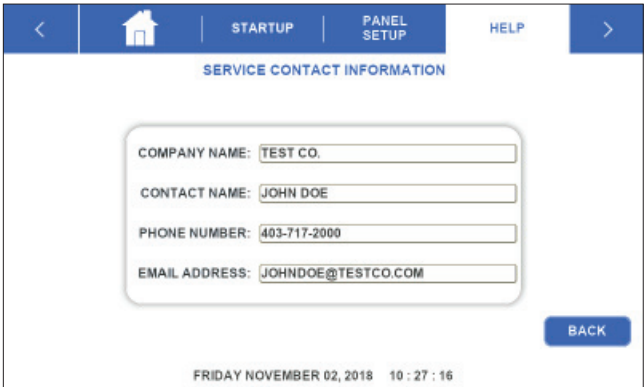 < STARTUP PANEL SETUP HELP >
SERVICE CONTACT INFORMATION
COMPANY NAME: TEST CO.
CONTACT NAME: JOHN DOE
PHONE NUMBER: 403-717-2000
EMAIL ADDRESS: JOHNDOE@TESTCO.COM
BACK
FRIDAY NOVEMBER 02, 2018 10 : 27 : 16